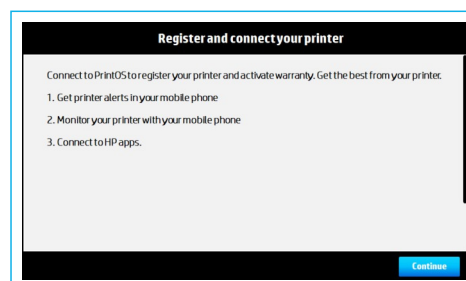 Register and connect your printer
Connect to PrintOS to register your printer and activate warranty. Get the best from your printer.
1. Get printer alerts in your mobile phone
2. Monitor your printer with your mobile phone
3. Connect to HP apps.
Continue